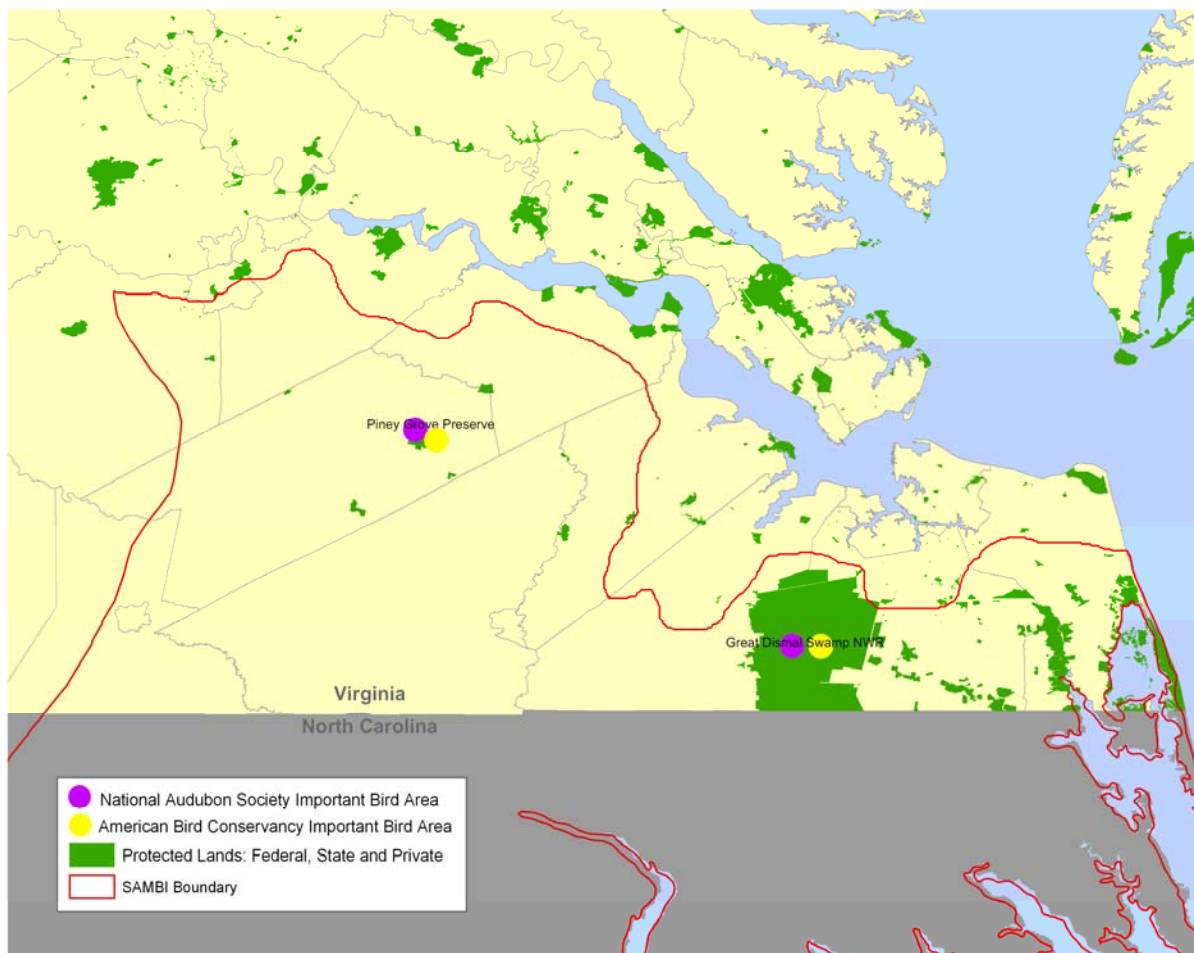 Piney Grove Preserve
Great Dismal Swamp NWR
Virginia
North Carolina
National Audubon Society Important Bird Area
American Bird Conservancy Important Bird Area
Protected Lands: Federal, State and Private
SAMBI Boundary